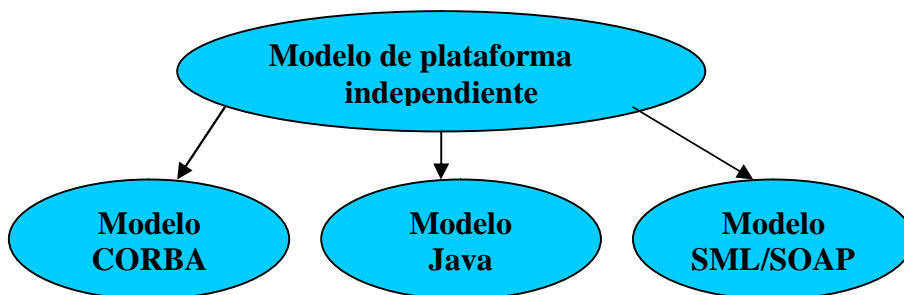 Modelo de plataforma
independiente
Modelo
CORBA
Modelo
Java
Modelo
SML/SOAP